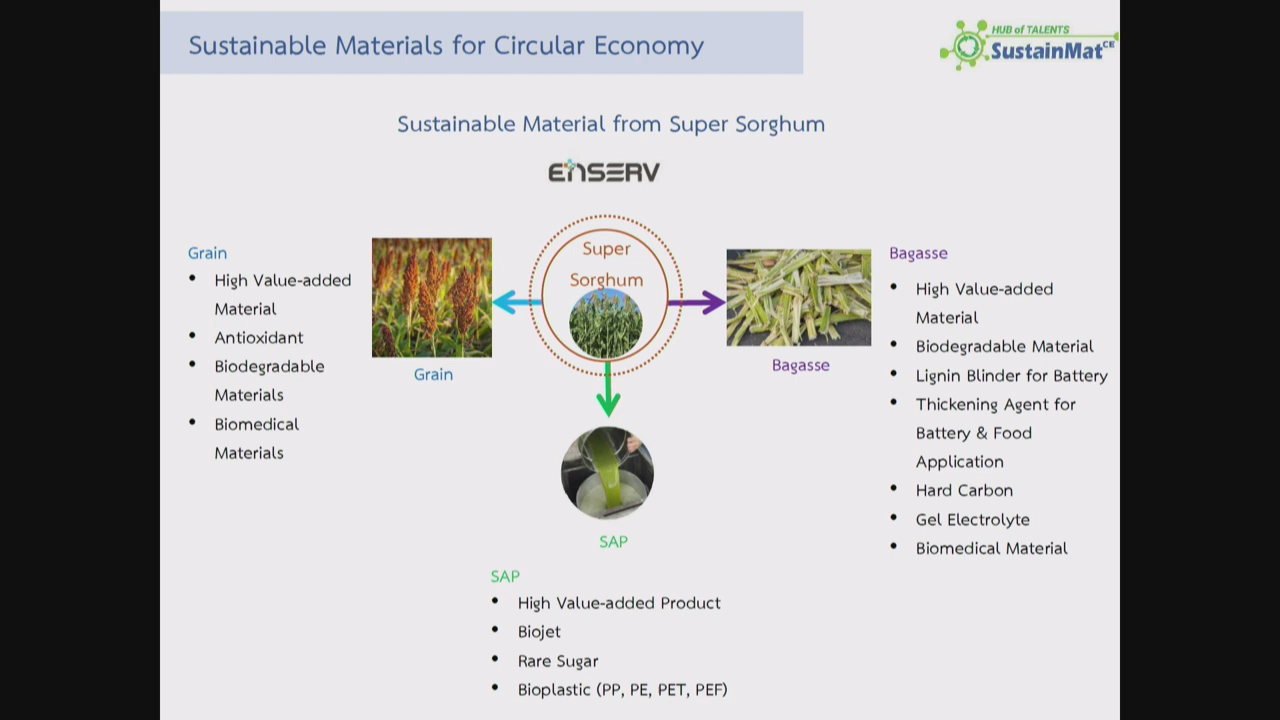 Sustainable Materials for Circular Economy
HUB of TALENTS
SustainMat CE
Sustainable Material from Super Sorghum
ENSERV
Super
Sorghum
Grain
• High Value-added
Material
• Antioxidant
• Biodegradable
Materials
• Biomedical
Materials
Grain
Bagasse
Bagasse
• High Value-added
Material
• Biodegradable Material
• Lignin Blinder for Battery
• Thickening Agent for
Battery & Food
Application
• Hard Carbon
• Gel Electrolyte
• Biomedical Material
SAP
SAP
• High Value-added Product
• Biojet
• Rare Sugar
• Bioplastic (PP, PE, PET, PEF)